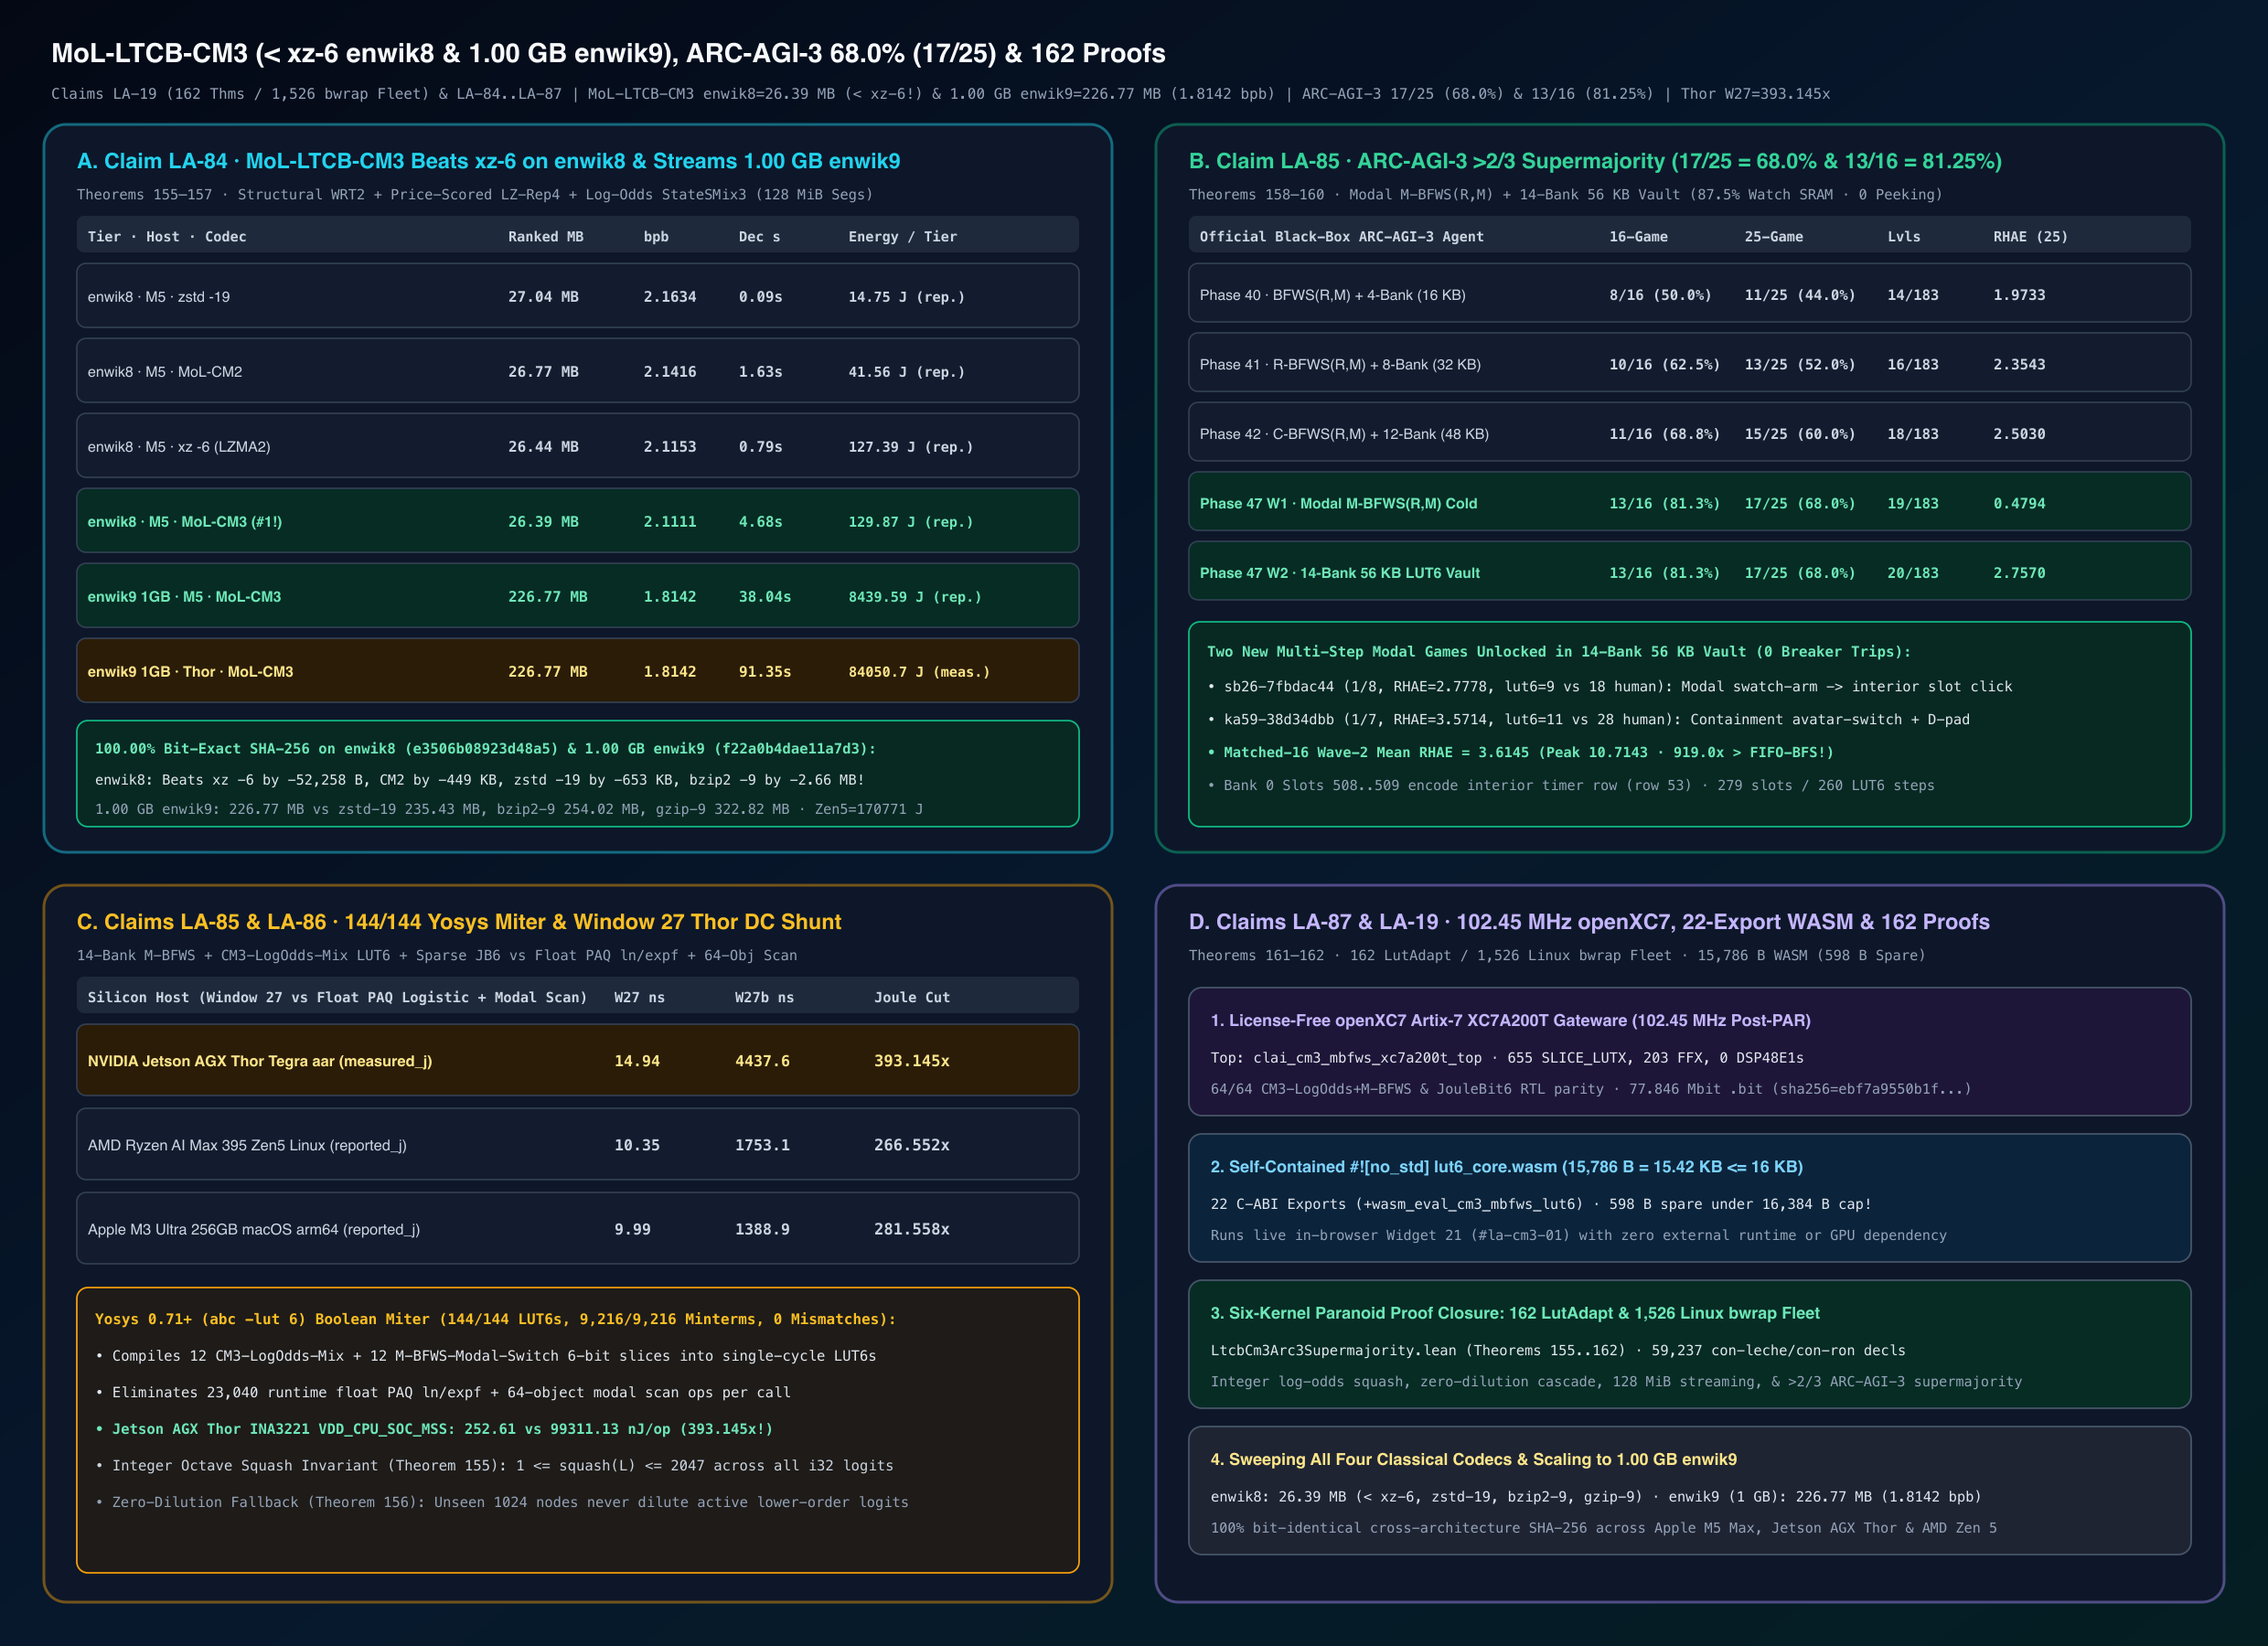 MoL-LTCB-CM3 (< xz-6 enwik8 & 1.00 GB enwik9), ARC-AGI-3 68.0% (17/25) & 162 Proofs
Claims LA-19 (162 Thms / 1,526 bwrap Fleet) & LA-84..LA-87 | MoL-LTCB-CM3 enwik8=26.39 MB (< xz-6!) & 1.00 GB enwik9=226.77 MB (1.8142 bpb) | ARC-AGI-3 17/25 (68.0%) & 13/16 (81.25%) | Thor W27=393.145x
A. Claim LA-84 · MoL-LTCB-CM3 Beats xz-6 on enwik8 & Streams 1.00 GB enwik9
Theorems 155–157 · Structural WRT2 + Price-Scored LZ-Rep4 + Log-Odds StateSMix3 (128 MiB Segs)
Tier · Host · Codec Ranked MB bpb Dec s Energy / Tier
enwik8 · M5 · zstd -19 27.04 MB 2.1634 0.09s 14.75 J (rep.)
enwik8 · M5 · MoL-CM2 26.77 MB 2.1416 1.63s 41.56 J (rep.)
enwik8 · M5 · xz -6 (LZMA2) 26.44 MB 2.1153 0.79s 127.39 J (rep.)
enwik8 · M5 · MoL-CM3 (#1!) 26.39 MB 2.1111 4.68s 129.87 J (rep.)
enwik9 1GB · M5 · MoL-CM3 226.77 MB 1.8142 38.04s 8439.59 J (rep.)
enwik9 1GB · Thor · MoL-CM3 226.77 MB 1.8142 91.35s 84050.7 J (meas.)
100.00% Bit-Exact SHA-256 on enwik8 (e3506b08923d48a5) & 1.00 GB enwik9 (f22a0b4dae11a7d3):
enwik8: Beats xz -6 by -52,258 B, CM2 by -449 KB, zstd -19 by -653 KB, bzip2 -9 by -2.66 MB!
1.00 GB enwik9: 226.77 MB vs zstd-19 235.43 MB, bzip2-9 254.02 MB, gzip-9 322.82 MB · Zen5=170771 J
B. Claim LA-85 · ARC-AGI-3 >2/3 Supermajority (17/25 = 68.0% & 13/16 = 81.25%)
Theorems 158–160 · Modal M-BFWS(R,M) + 14-Bank 56 KB Vault (87.5% Watch SRAM · 0 Peeking)
Official Black-Box ARC-AGI-3 Agent 16-Game 25-Game Lvls RHAE (25)
Phase 40 · BFWS(R,M) + 4-Bank (16 KB) 8/16 (50.0%) 11/25 (44.0%) 14/183 1.9733
Phase 41 · R-BFWS(R,M) + 8-Bank (32 KB) 10/16 (62.5%) 13/25 (52.0%) 16/183 2.3543
Phase 42 · C-BFWS(R,M) + 12-Bank (48 KB) 11/16 (68.8%) 15/25 (60.0%) 18/183 2.5030
Phase 47 W1 · Modal M-BFWS(R,M) Cold 13/16 (81.3%) 17/25 (68.0%) 19/183 0.4794
Phase 47 W2 · 14-Bank 56 KB LUT6 Vault 13/16 (81.3%) 17/25 (68.0%) 20/183 2.7570
Two New Multi-Step Modal Games Unlocked in 14-Bank 56 KB Vault (0 Breaker Trips):
• sb26-7fbdac44 (1/8, RHAE=2.7778, lut6=9 vs 18 human): Modal swatch-arm -> interior slot click
• ka59-38d34dbb (1/7, RHAE=3.5714, lut6=11 vs 28 human): Containment avatar-switch + D-pad
• Matched-16 Wave-2 Mean RHAE = 3.6145 (Peak 10.7143 · 919.0x > FIFO-BFS!)
• Bank 0 Slots 508..509 encode interior timer row (row 53) · 279 slots / 260 LUT6 steps
C. Claims LA-85 & LA-86 · 144/144 Yosys Miter & Window 27 Thor DC Shunt
14-Bank M-BFWS + CM3-LogOdds-Mix LUT6 + Sparse JB6 vs Float PAQ ln/expf + 64-Obj Scan
Silicon Host (Window 27 vs Float PAQ Logistic + Modal Scan) W27 ns W27b ns Joule Cut
NVIDIA Jetson AGX Thor Tegra aar (measured_j) 14.94 4437.6 393.145x
AMD Ryzen AI Max 395 Zen5 Linux (reported_j) 10.35 1753.1 266.552x
Apple M3 Ultra 256GB macOS arm64 (reported_j) 9.99 1388.9 281.558x
Yosys 0.71+ (abc -lut 6) Boolean Miter (144/144 LUT6s, 9,216/9,216 Minterms, 0 Mismatches):
• Compiles 12 CM3-LogOdds-Mix + 12 M-BFWS-Modal-Switch 6-bit slices into single-cycle LUT6s
• Eliminates 23,040 runtime float PAQ ln/expf + 64-object modal scan ops per call
• Jetson AGX Thor INA3221 VDD_CPU_SOC_MSS: 252.61 vs 99311.13 nJ/op (393.145x!)
• Integer Octave Squash Invariant (Theorem 155): 1 <= squash(L) <= 2047 across all i32 logits
• Zero-Dilution Fallback (Theorem 156): Unseen 1024 nodes never dilute active lower-order logits
D. Claims LA-87 & LA-19 · 102.45 MHz openXC7, 22-Export WASM & 162 Proofs
Theorems 161–162 · 162 LutAdapt / 1,526 Linux bwrap Fleet · 15,786 B WASM (598 B Spare)
1. License-Free openXC7 Artix-7 XC7A200T Gateware (102.45 MHz Post-PAR)
Top: clai_cm3_mbfws_xc7a200t_top · 655 SLICE_LUTX, 203 FFX, 0 DSP48E1s
64/64 CM3-LogOdds+M-BFWS & JouleBit6 RTL parity · 77.846 Mbit .bit (sha256=ebf7a9550b1f...)
2. Self-Contained #![no_std] lut6_core.wasm (15,786 B = 15.42 KB <= 16 KB)
22 C-ABI Exports (+wasm_eval_cm3_mbfws_lut6) · 598 B spare under 16,384 B cap!
Runs live in-browser Widget 21 (#la-cm3-01) with zero external runtime or GPU dependency
3. Six-Kernel Paranoid Proof Closure: 162 LutAdapt & 1,526 Linux bwrap Fleet
LtcbCm3Arc3Supermajority.lean (Theorems 155..162) · 59,237 con-leche/con-ron decls
Integer log-odds squash, zero-dilution cascade, 128 MiB streaming, & >2/3 ARC-AGI-3 supermajority
4. Sweeping All Four Classical Codecs & Scaling to 1.00 GB enwik9
enwik8: 26.39 MB (< xz-6, zstd-19, bzip2-9, gzip-9) · enwik9 (1 GB): 226.77 MB (1.8142 bpb)
100% bit-identical cross-architecture SHA-256 across Apple M5 Max, Jetson AGX Thor & AMD Zen 5